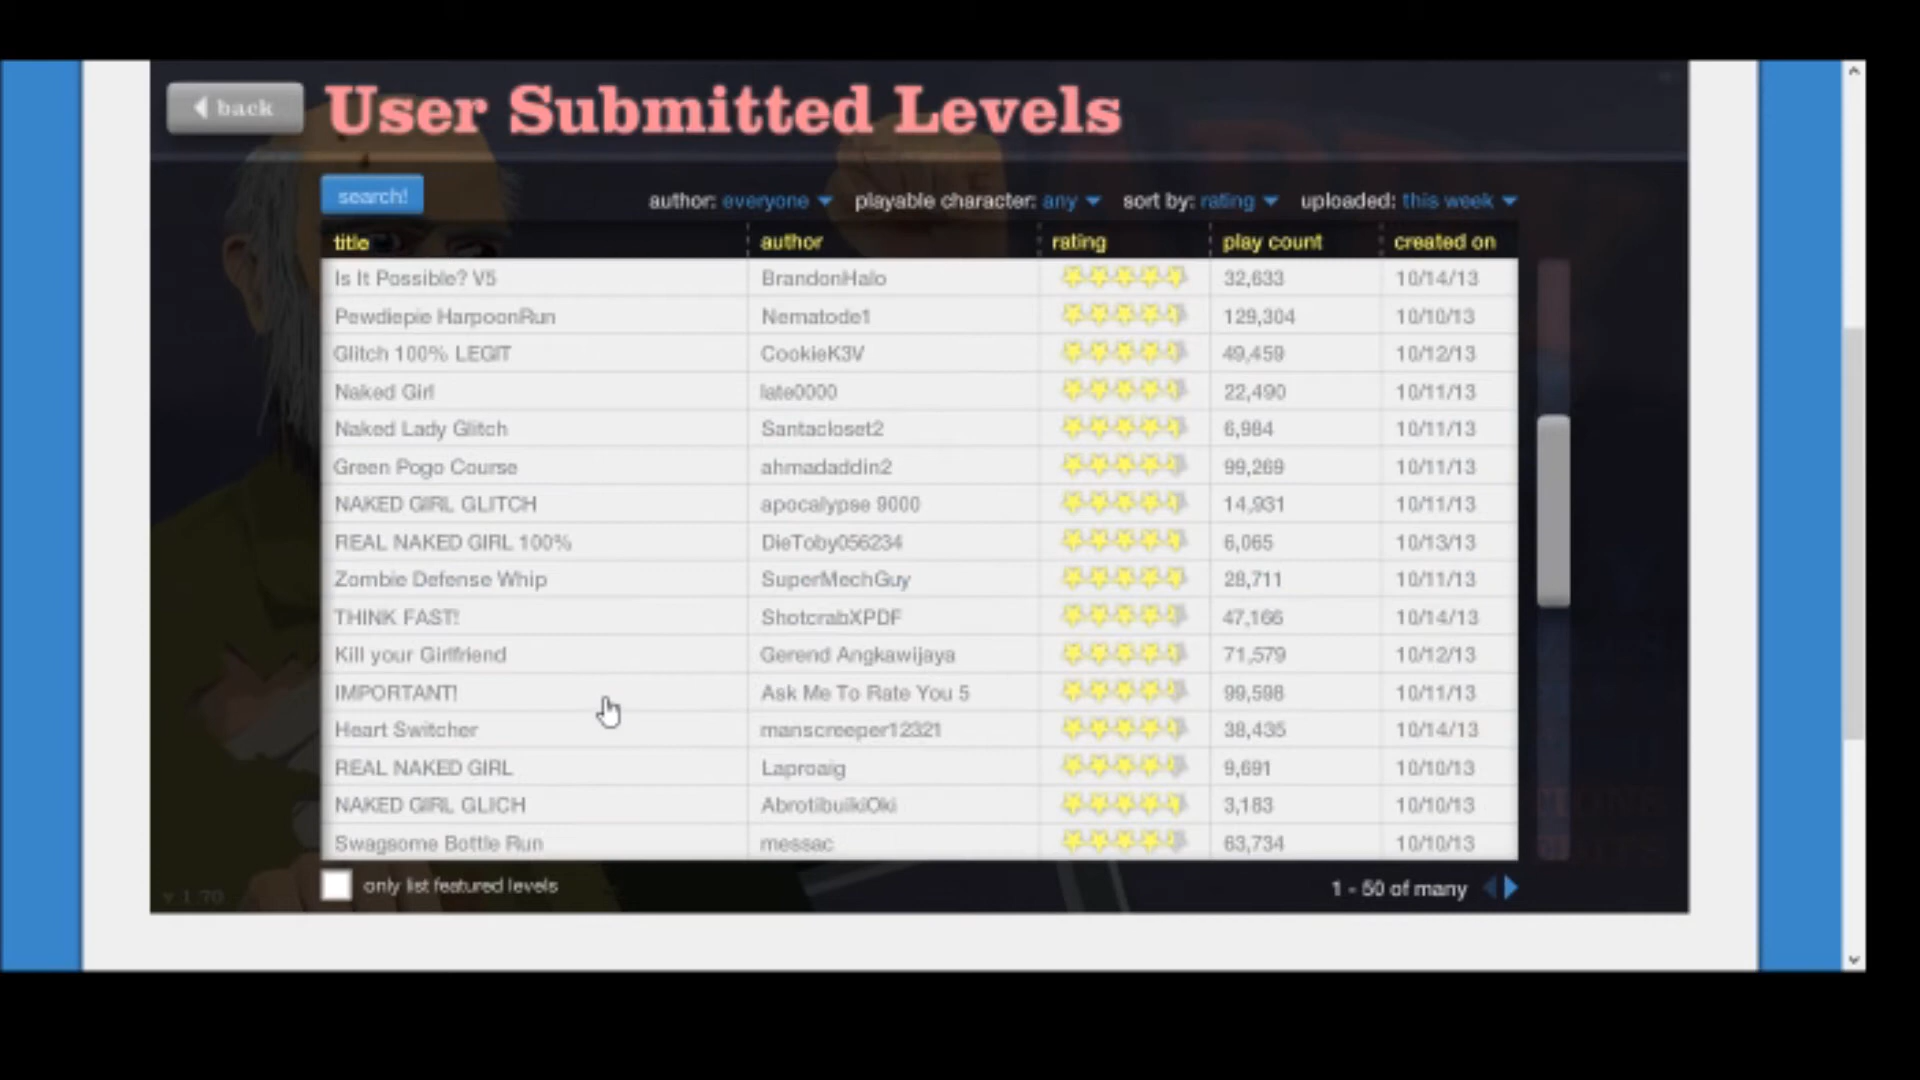 back
User Submitted Levels
search!
author: everyone playable character: any sort by: rating uploaded: this week
title author rating play count created on
Is It Possible? V5 BrandonHalo 32,633 10/14/13
Pewdiepie HarpoonRun Nematode1 129,304 10/10/13
Glitch 100% LEGIT CookieK3V 49,459 10/12/13
Naked Girl late0000 22,490 10/11/13
Naked Lady Glitch Santacloset2 6,984 10/11/13
Green Pogo Course ahmadaddin2 99,269 10/11/13
NAKED GIRL GLITCH apocalypse 9000 14,931 10/11/13
REAL NAKED GIRL 100% DieToby056234 6,065 10/13/13
Zombie Defense Whip SuperMechGuy 28,711 10/11/13
THINK FAST! ShotcrabXPDF 47,166 10/14/13
Kill your Girlfriend Gerend Angkawijaya 71,579 10/12/13
IMPORTANT! Ask Me To Rate You 5 99,598 10/11/13
Heart Switcher manscreeper12321 38,435 10/14/13
REAL NAKED GIRL Laproaig 9,691 10/10/13
NAKED GIRL GLICH AbrotibuikiOki 3,183 10/10/13
Swagsome Bottle Run messac 63,734 10/10/13
only list featured levels 1 - 50 of many
v 1.70